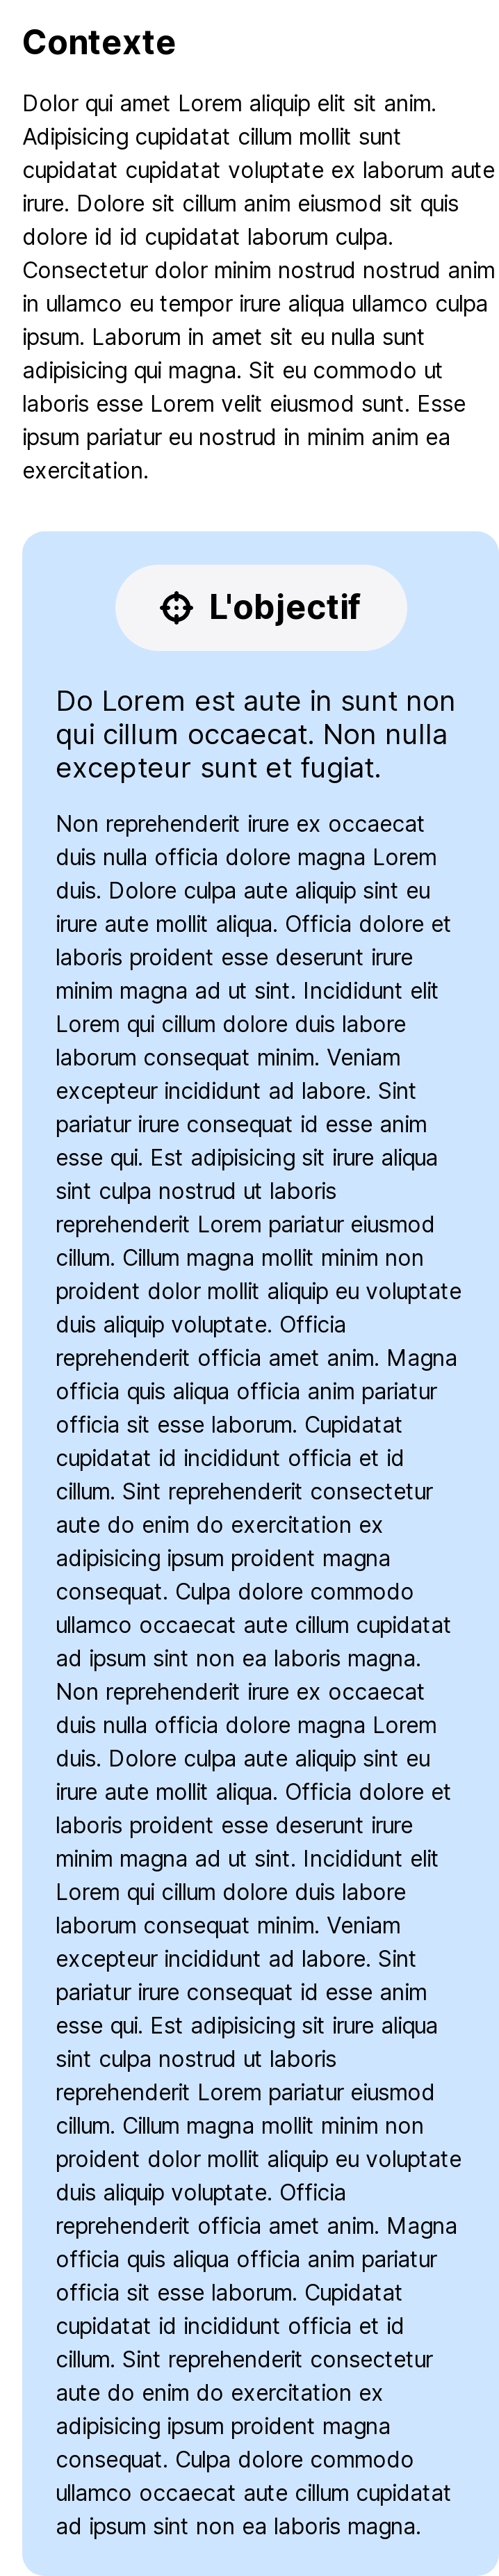 Contexte
Dolor qui amet Lorem aliquip elit sit anim.
Adipisicing cupidatat cillum mollit sunt
cupidatat cupidatat voluptate ex laborum aute
irure. Dolore sit cillum anim eiusmod sit quis
dolore id id cupidatat laborum culpa.
Consectetur dolor minim nostrud nostrud anim
in ullamco eu tempor irure aliqua ullamco culpa
ipsum. Laborum in amet sit eu nulla sunt
adipisicing qui magna. Sit eu commodo ut
laboris esse Lorem velit eiusmod sunt. Esse
ipsum pariatur eu nostrud in minim anim ea
exercitation.
L'objectif
Do Lorem est aute in sunt non
qui cillum occaecat. Non nulla
excepteur sunt et fugiat.
Non reprehenderit irure ex occaecat
duis nulla officia dolore magna Lorem
duis. Dolore culpa aute aliquip sint eu
irure aute mollit aliqua. Officia dolore et
laboris proident esse deserunt irure
minim magna ad ut sint. Incididunt elit
Lorem qui cillum dolore duis labore
laborum consequat minim. Veniam
excepteur incididunt ad labore. Sint
pariatur irure consequat id esse anim
esse qui. Est adipisicing sit irure aliqua
sint culpa nostrud ut laboris
reprehenderit Lorem pariatur eiusmod
cillum. Cillum magna mollit minim non
proident dolor mollit aliquip eu voluptate
duis aliquip voluptate. Officia
reprehenderit officia amet anim. Magna
officia quis aliqua officia anim pariatur
officia sit esse laborum. Cupidatat
cupidatat id incididunt officia et id
cillum. Sint reprehenderit consectetur
aute do enim do exercitation ex
adipisicing ipsum proident magna
consequat. Culpa dolore commodo
ullamco occaecat aute cillum cupidatat
ad ipsum sint non ea laboris magna.
Non reprehenderit irure ex occaecat
duis nulla officia dolore magna Lorem
duis. Dolore culpa aute aliquip sint eu
irure aute mollit aliqua. Officia dolore et
laboris proident esse deserunt irure
minim magna ad ut sint. Incididunt elit
Lorem qui cillum dolore duis labore
laborum consequat minim. Veniam
excepteur incididunt ad labore. Sint
pariatur irure consequat id esse anim
esse qui. Est adipisicing sit irure aliqua
sint culpa nostrud ut laboris
reprehenderit Lorem pariatur eiusmod
cillum. Cillum magna mollit minim non
proident dolor mollit aliquip eu voluptate
duis aliquip voluptate. Officia
reprehenderit officia amet anim. Magna
officia quis aliqua officia anim pariatur
officia sit esse laborum. Cupidatat
cupidatat id incididunt officia et id
cillum. Sint reprehenderit consectetur
aute do enim do exercitation ex
adipisicing ipsum proident magna
consequat. Culpa dolore commodo
ullamco occaecat aute cillum cupidatat
ad ipsum sint non ea laboris magna.